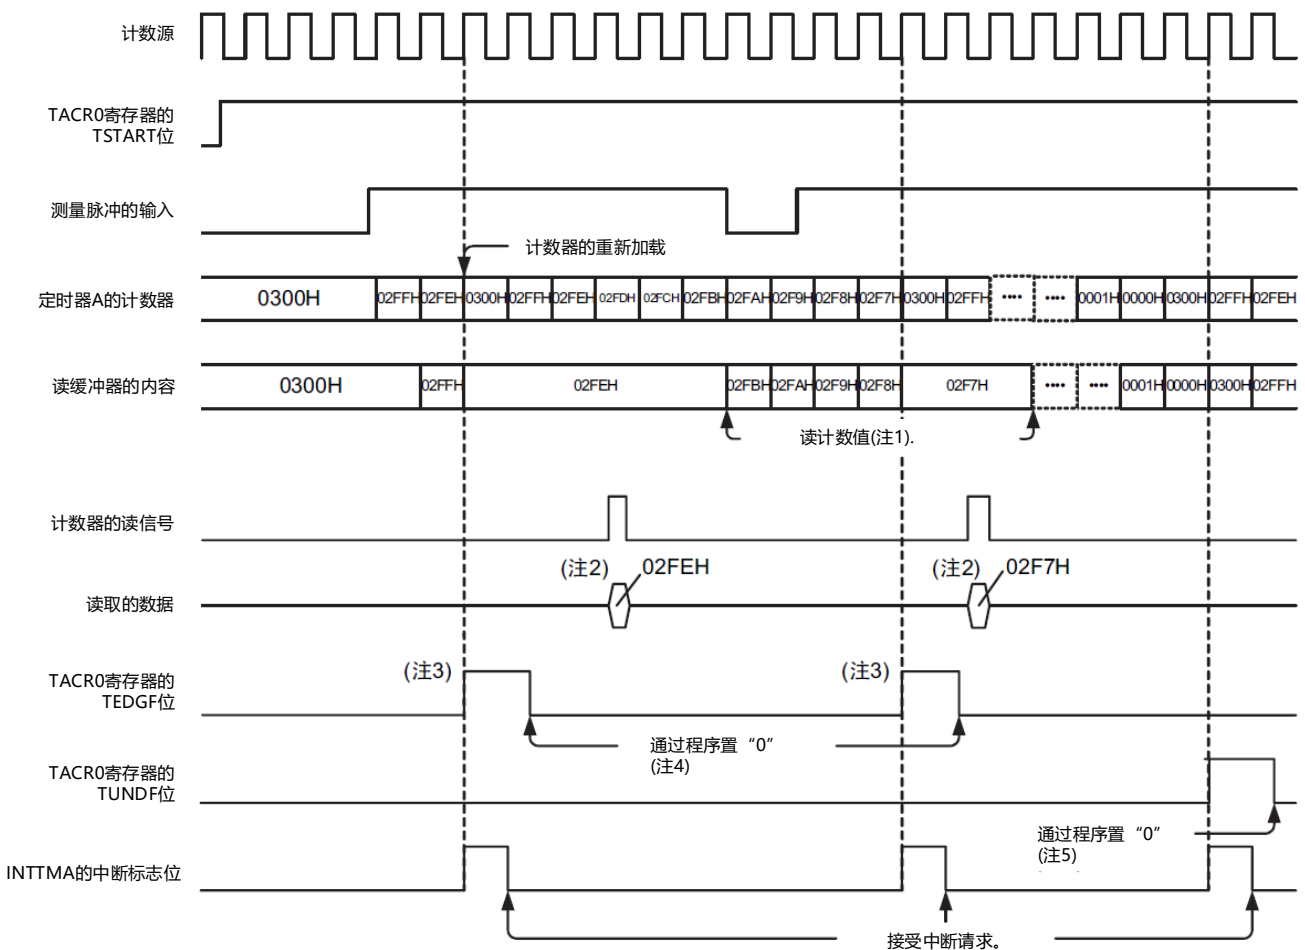 计数源
TACR0寄存器的
TSTART位
测量脉冲的输入
计数器的重新加载
定时器A的计数器
0300H 02FFH 02FEH 0300H 02FFH 02FEH 02FDH 02FCH 02FBH 02FAH 02F9H 02F8H 02F7H 0300H 02FFH •••• •••• 0001H 0000H 0300H 02FFH 02FEH
读缓冲器的内容
0300H 02FFH 02FEH 02FBH 02FAH 02F9H 02F8H 02F7H •••• •••• 0001H 0000H 0300H 02FFH
读计数值(注1).
计数器的读信号
(注2) 02FEH (注2) 02F7H
读取的数据
(注3) (注3)
TACR0寄存器的
TEDGF位
通过程序置“0”
(注4)
TACR0寄存器的
TUNDF位
通过程序置“0”
(注5)
INTTMA的中断标志位
接受中断请求。